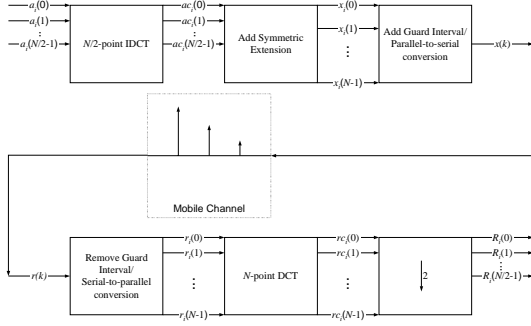 a_i(0)
a_i(1)
⋮
a_i(N/2-1)
N/2-point IDCT
ac_i(0)
ac_i(1)
⋮
ac_i(N/2-1)
Add Symmetric
Extension
x_i(0)
x_i(1)
⋮
x_i(N-1)
Add Guard Interval/
Parallel-to-serial
conversion
x(k)
Mobile Channel
r(k)
Remove Guard
Interval/
Serial-to-parallel
conversion
r_i(0)
r_i(1)
⋮
r_i(N-1)
N-point DCT
rc_i(0)
rc_i(1)
⋮
rc_i(N-1)
2
R_i(0)
R_i(1)
⋮
R_i(N/2-1)